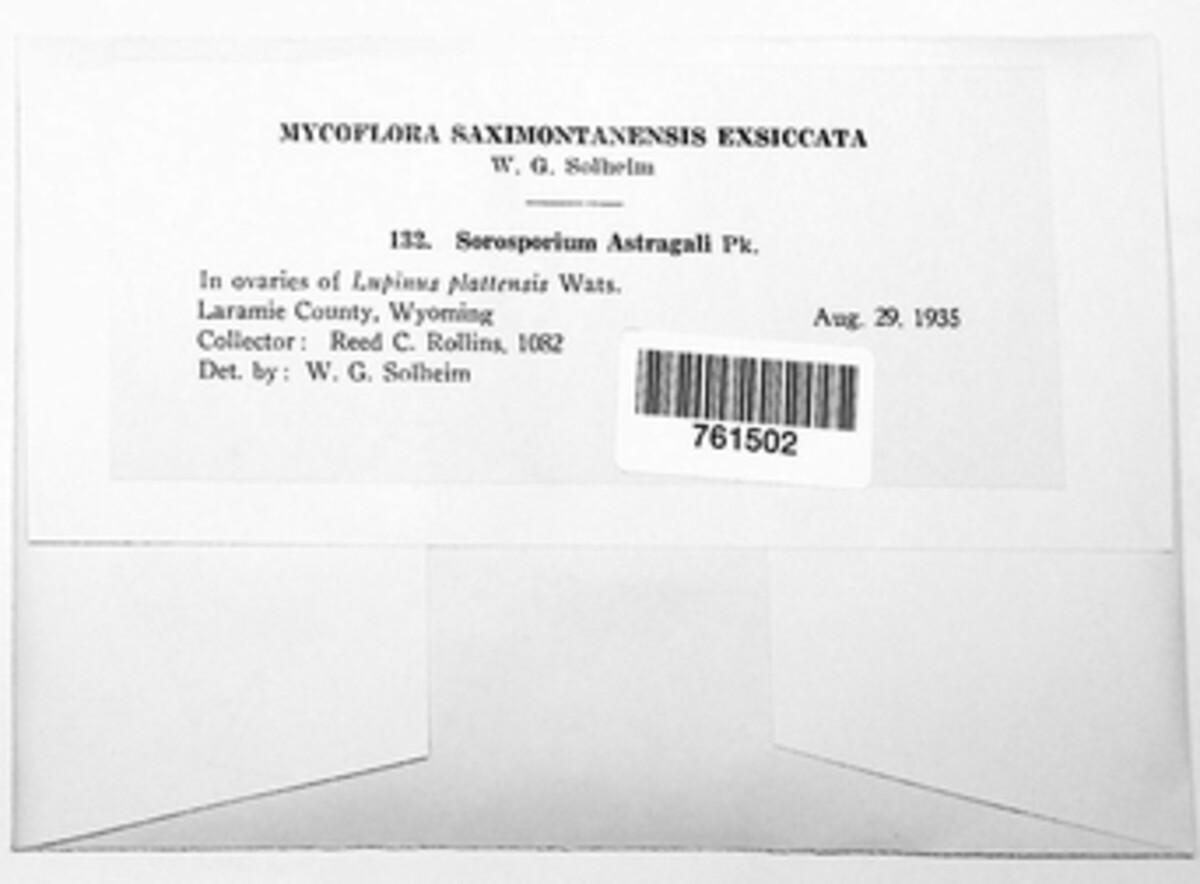 MYCOFLORA SAXIMONTANENSIS EXSICCATA
W. G. Solheim
132. Sorosporium Astragali Pk.
In ovaries of Lupinus plattensis Wats.
Laramie County, Wyoming Aug. 29, 1935
Collector: Reed C. Rollins, 1082
Det. by: W. G. Solheim
761502